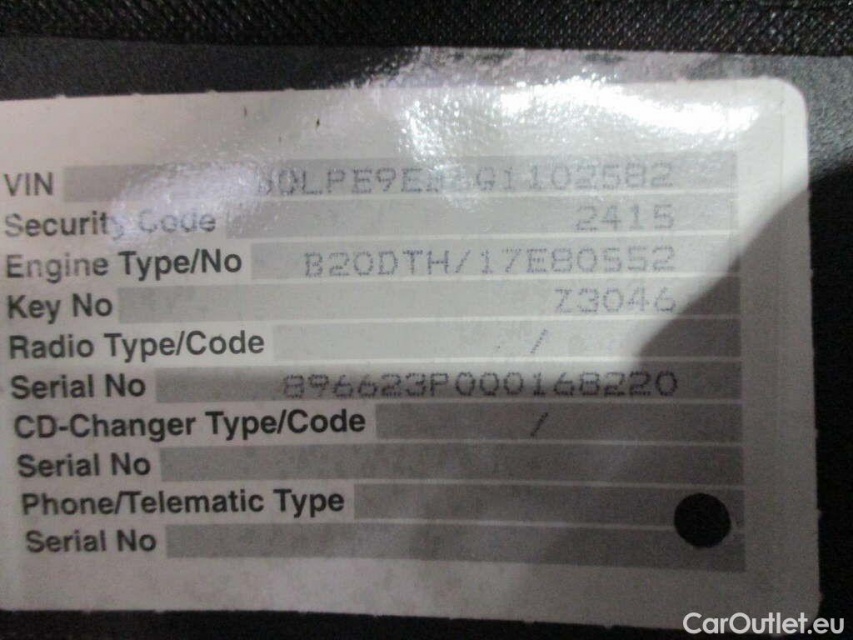 VIN
Security Code 2415
Engine Type/No B20DTH/17E80552
Key No Z3046
Radio Type/Code /
Serial No 896623P000168220
CD-Changer Type/Code /
Serial No
Phone/Telematic Type
Serial No
CarOutlet.eu